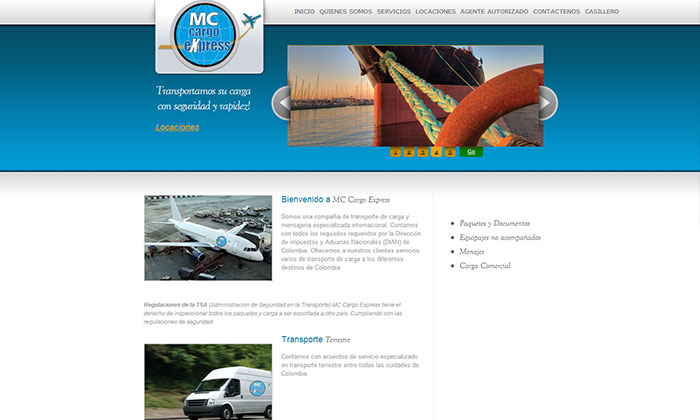 MC
cargo
eXpress
INICIO QUIENES SOMOS SERVICIOS LOCACIONES AGENTE AUTORIZADO CONTACTENOS CASILLERO
Transportamos su carga
con seguridad y rapidez!
Locaciones
1 2 3 4 5 Go
Bienvenido a MC Cargo Express
Somos una compañia de transporte de carga y
mensajeria especializada internacional. Contamos
con todos los requisitos requeridos por la Dirección
de impuestos y Aduanas Nacionales (DIAN) de
Colombia. Ofrecemos a nuestros clientes servicios
varios de transporte de carga a los diferentes
destinos de Colombia
Paquetes y Documentos
Equipajes no acompañados
Menajes
Carga Comercial
Regulaciones de la TSA (Administracion de Seguridad en la Transporte) MC Cargo Express tiene el
derecho de inspeccionar todos los paquetes y carga a ser exportada a otro pais. Cumpliendo con las
regulaciones de seguridad.
Transporte Terrestre
Contamos con acuerdos de servicio especializado
en transporte terrestre entre todas las cuidades de
Colombia.